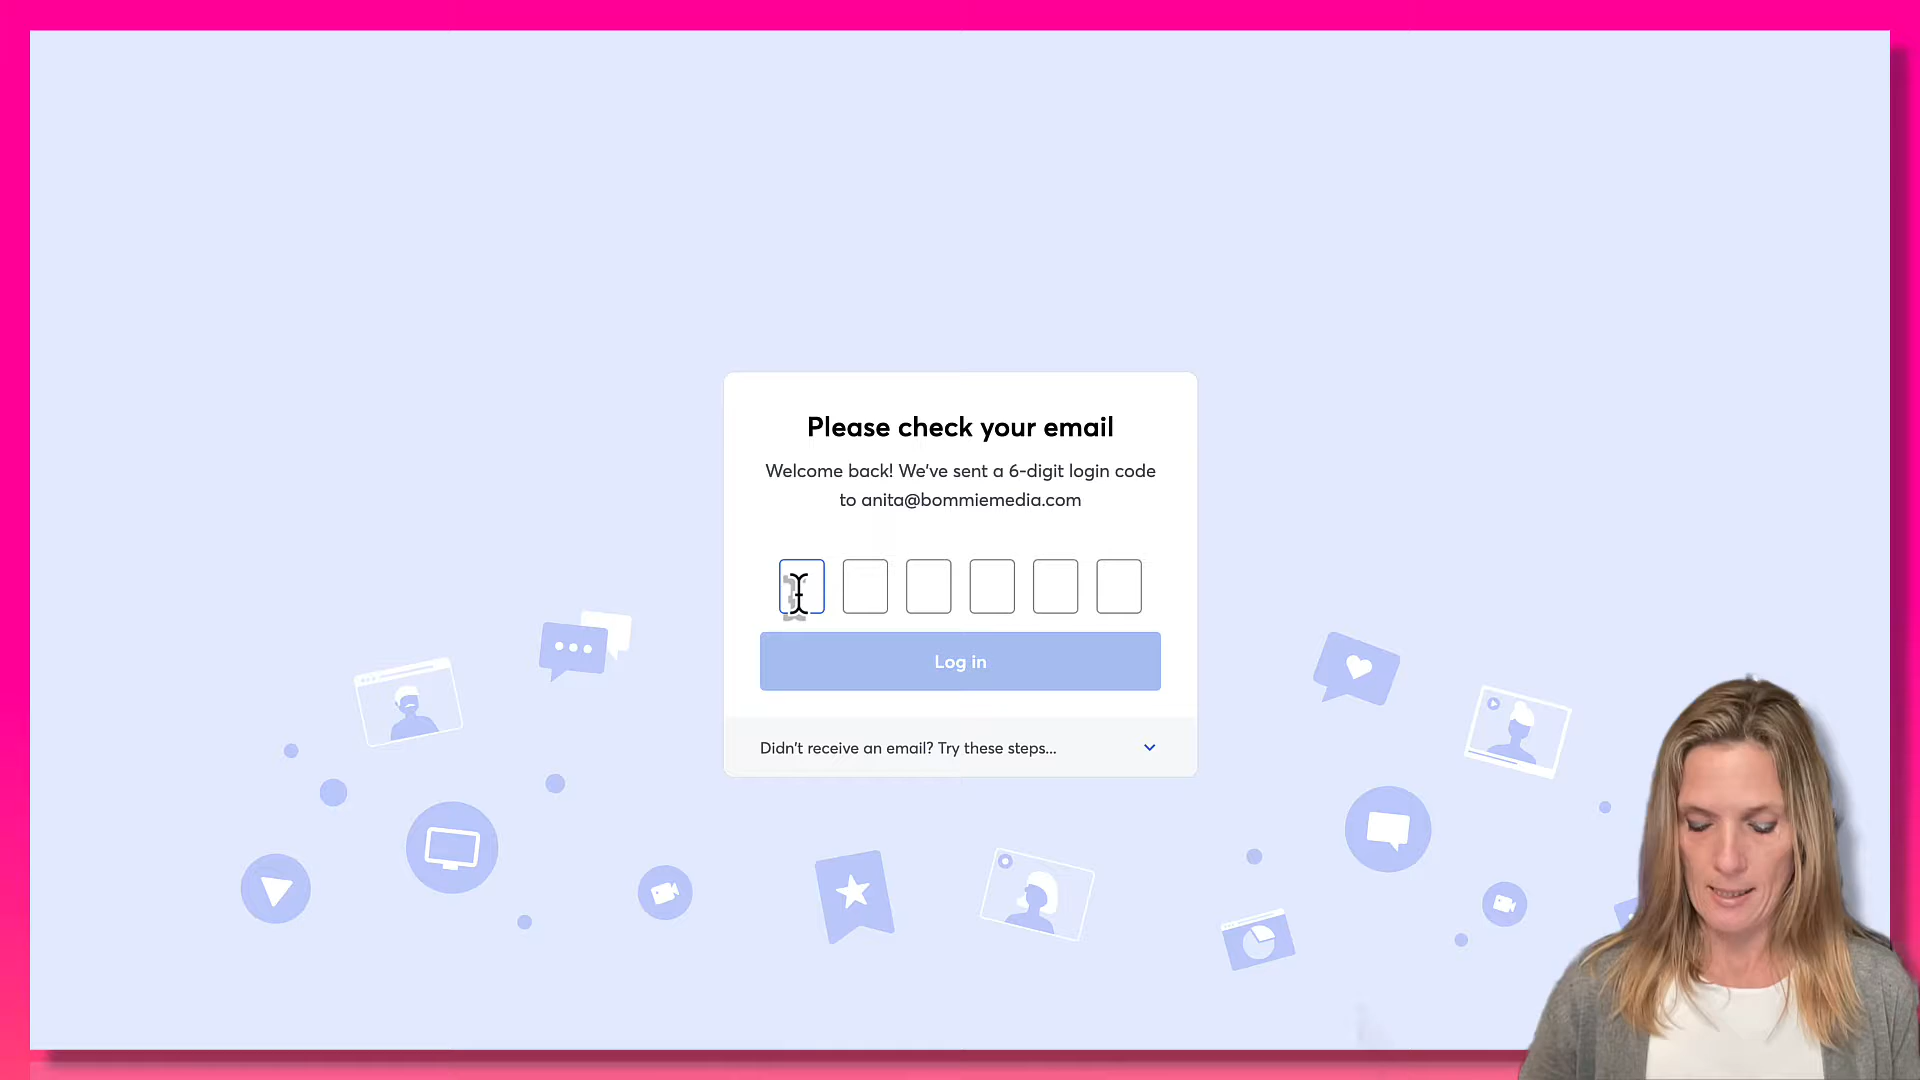 Please check your email
Welcome back! We've sent a 6-digit login code
to anita@bommiemedia.com
Log in
Didn't receive an email? Try these steps...